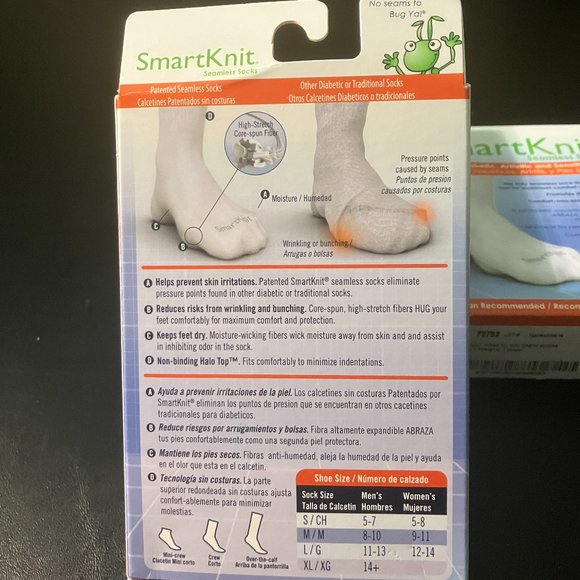 No seams to
Bug Ya!®
SmartKnit®
Seamless Socks
Patented Seamless Socks
Calcetines Patentados sin costuras
Other Diabetic or Traditional Socks
Otros Calcetines Diabeticos o tradicionales
D
High-Stretch
Core-spun Fiber
Pressure points
caused by seams
Puntos de presion
causados por costuras
A Moisture / Humedad
C
B
SmartKnit
Wrinkling or bunching /
Arrugas o bolsas
A Helps prevent skin irritations. Patented SmartKnit® seamless socks eliminate
pressure points found in other diabetic or traditional socks.
B Reduces risks from wrinkling and bunching. Core-spun, high-stretch fibers HUG your
feet comfortably for maximum comfort and protection.
C Keeps feet dry. Moisture-wicking fibers wick moisture away from skin and and assist
in inhibiting odor in the sock.
D Non-binding Halo Top™. Fits comfortably to minimize indentations.
A Ayuda a prevenir irritaciones de la piel. Los calcetines sin costuras Patentados por
SmartKnit® eliminan los puntos de presion que se encuentran en otros cacetines
tradicionales para diabeticos.
B Reduce riesgos por arrugamientos y bolsas. Fibra altamente expandible ABRAZA
tus pies confortablemente como una segunda piel protectora.
C Mantiene los pies secos. Fibras anti-humedad, aleja la humedad de la piel y ayuda
en el olor que esta en el calcetin.
D Tecnología sin costuras. La parte
superior redondeada sin costuras ajusta
confort-ablemente para minimizar
molestias.
Mini-crew
Clacetin Mini corto
Crew
Corto
Over-the-calf
Arriba de la pantorrilla
Shoe Size / Número de calzado
Sock Size Men's Women's
Talla de Calcetin Hombres Mujeres
S / CH 5-7 5-8
M / M 8-10 9-11
L / G 11-13 12-14
XL / XG 14+
artKnit
Seamless
n Recommended / Recom